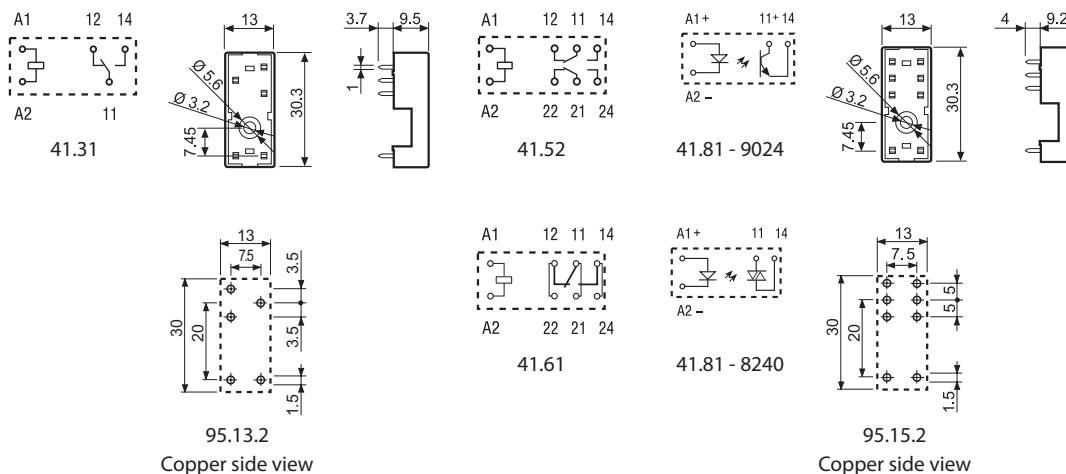 A1 12 14
A2 11
41.31
13
Ø 5.6
Ø 3.2
7.45
30.3
3.7 9.5
1
A1 12 11 14
A2 22 21 24
41.52
A1 + 11+ 14
A2 −
41.81 - 9024
13
Ø 5.6
Ø 3.2
7.45
30.3
4 9.2
13
7.5
3.5
30
20
3.5
1.5
95.13.2
Copper side view
A1 12 11 14
A2 22 21 24
41.61
A1 + 11 14
A2 −
41.81 - 8240
13
7.5
5
5
30
20
1.5
95.15.2
Copper side view